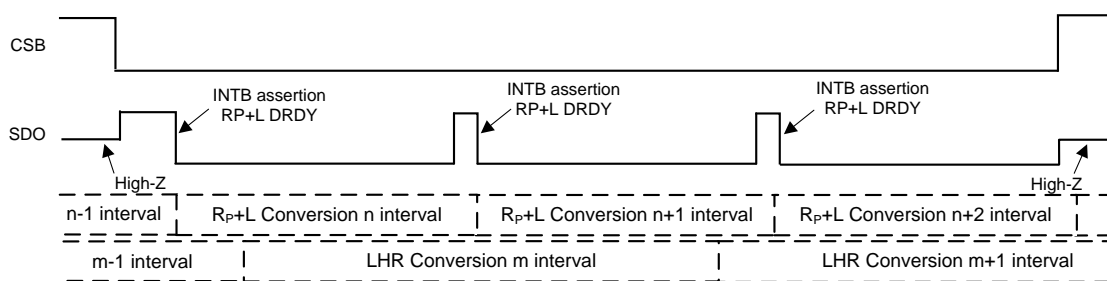 CSB
INTB assertion
RP+L DRDY
INTB assertion
RP+L DRDY
INTB assertion
RP+L DRDY
SDO
High-Z
High-Z
n-1 interval
RP+L Conversion n interval
RP+L Conversion n+1 interval
RP+L Conversion n+2 interval
m-1 interval
LHR Conversion m interval
LHR Conversion m+1 interval